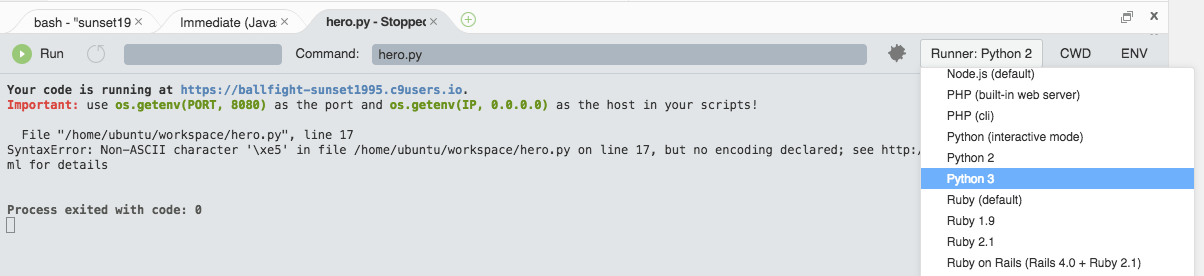 bash - "sunset19
Immediate (Java
hero.py - Stopped
Run
Command:
hero.py
Runner: Python 2
CWD
ENV
Your code is running at https://ballfight-sunset1995.c9users.io.
Important: use os.getenv(PORT, 8080) as the port and os.getenv(IP, 0.0.0.0) as the host in your scripts!
File "/home/ubuntu/workspace/hero.py", line 17
SyntaxError: Non-ASCII character '\xe5' in file /home/ubuntu/workspace/hero.py on line 17, but no encoding declared; see http:/
ml for details
Process exited with code: 0
Node.js (default)
PHP (built-in web server)
PHP (cli)
Python (interactive mode)
Python 2
Python 3
Ruby (default)
Ruby 1.9
Ruby 2.1
Ruby on Rails (Rails 4.0 + Ruby 2.1)